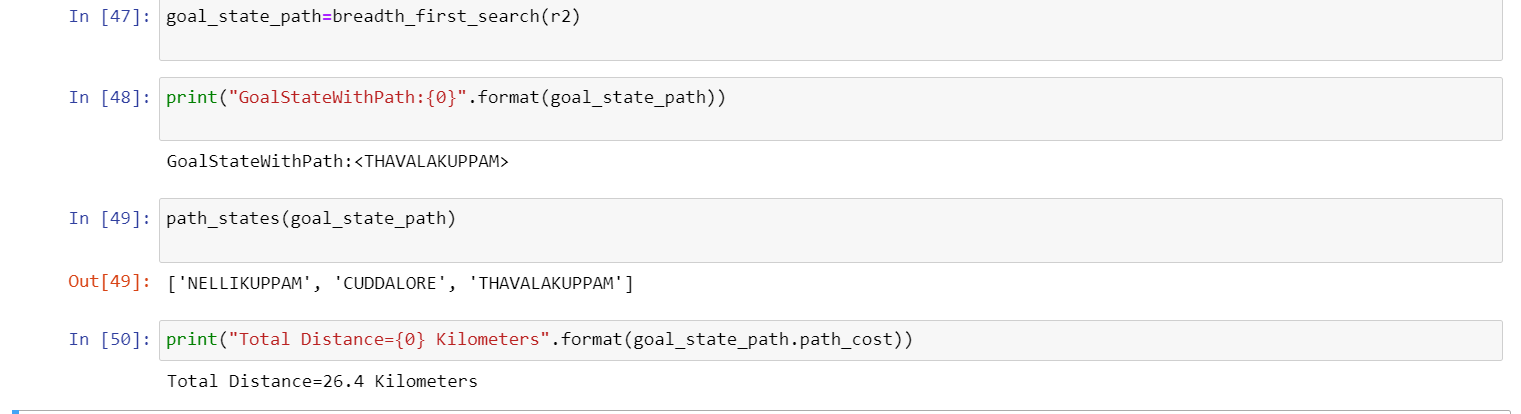 In [47]: goal_state_path=breadth_first_search(r2)
In [48]: print("GoalStateWithPath:{0}".format(goal_state_path))
GoalStateWithPath:<THAVALAKUPPAM>
In [49]: path_states(goal_state_path)
Out[49]: ['NELLIKUPPAM', 'CUDDALORE', 'THAVALAKUPPAM']
In [50]: print("Total Distance={0} Kilometers".format(goal_state_path.path_cost))
Total Distance=26.4 Kilometers